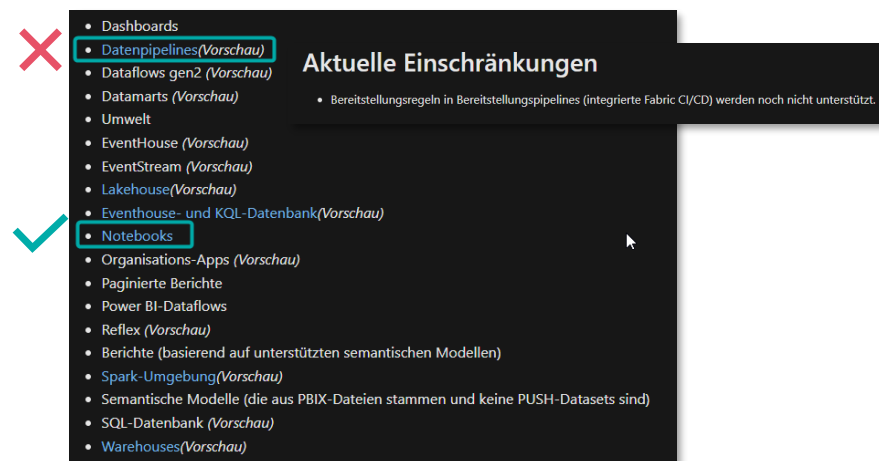 • Dashboards
• Datenpipelines(Vorschau)
• Dataflows gen2 (Vorschau)
• Datamarts (Vorschau)
• Umwelt
• EventHouse (Vorschau)
• EventStream (Vorschau)
• Lakehouse(Vorschau)
• Eventhouse- und KQL-Datenbank(Vorschau)
• Notebooks
• Organisations-Apps (Vorschau)
• Paginierte Berichte
• Power BI-Dataflows
• Reflex (Vorschau)
• Berichte (basierend auf unterstützten semantischen Modellen)
• Spark-Umgebung(Vorschau)
• Semantische Modelle (die aus PBIX-Dateien stammen und keine PUSH-Datasets sind)
• SQL-Datenbank (Vorschau)
• Warehouses(Vorschau)
Aktuelle Einschränkungen
• Bereitstellungsregeln in Bereitstellungspipelines (integrierte Fabric CI/CD) werden noch nicht unterstützt.